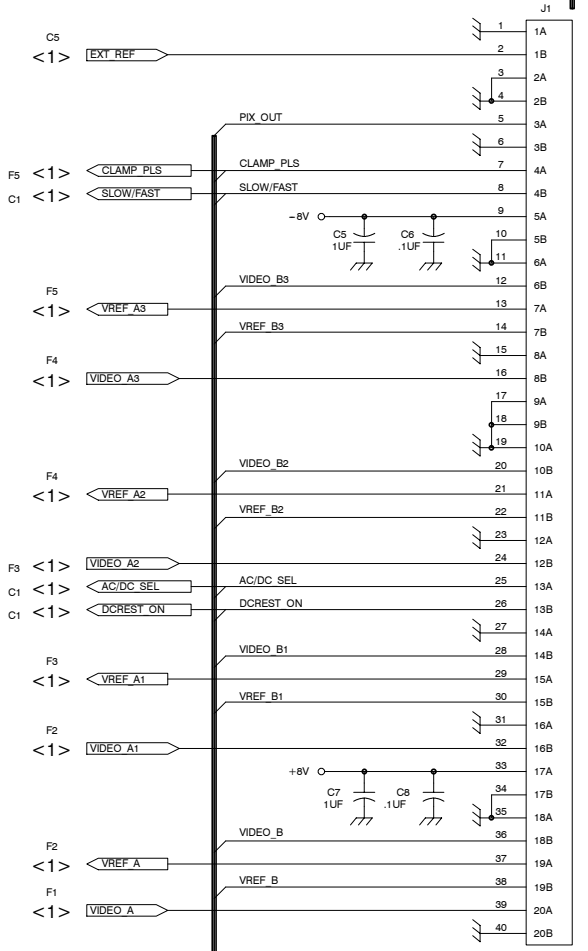 J1
1 1A
C5
<1> EXT_REF 2 1B
3 2A
4 2B
PIX_OUT 5 3A
6 3B
F5 <1> CLAMP_PLS CLAMP_PLS 7 4A
C1 <1> SLOW/FAST SLOW/FAST 8 4B
-8V 9 5A
C5 1UF C6 .1UF
10 5B
11 6A
VIDEO_B3 12 6B
F5
<1> VREF_A3 13 7A
VREF_B3 14 7B
15 8A
F4
<1> VIDEO_A3 16 8B
17 9A
18 9B
19 10A
VIDEO_B2 20 10B
F4
<1> VREF_A2 21 11A
VREF_B2 22 11B
23 12A
F3 <1> VIDEO_A2 24 12B
C1 <1> AC/DC_SEL AC/DC_SEL 25 13A
C1 <1> DCREST_ON DCREST_ON 26 13B
27 14A
VIDEO_B1 28 14B
F3
<1> VREF_A1 29 15A
VREF_B1 30 15B
31 16A
F2
<1> VIDEO_A1 32 16B
+8V 33 17A
C7 1UF C8 .1UF
34 17B
35 18A
VIDEO_B 36 18B
F2
<1> VREF_A 37 19A
VREF_B 38 19B
F1
<1> VIDEO_A 39 20A
40 20B